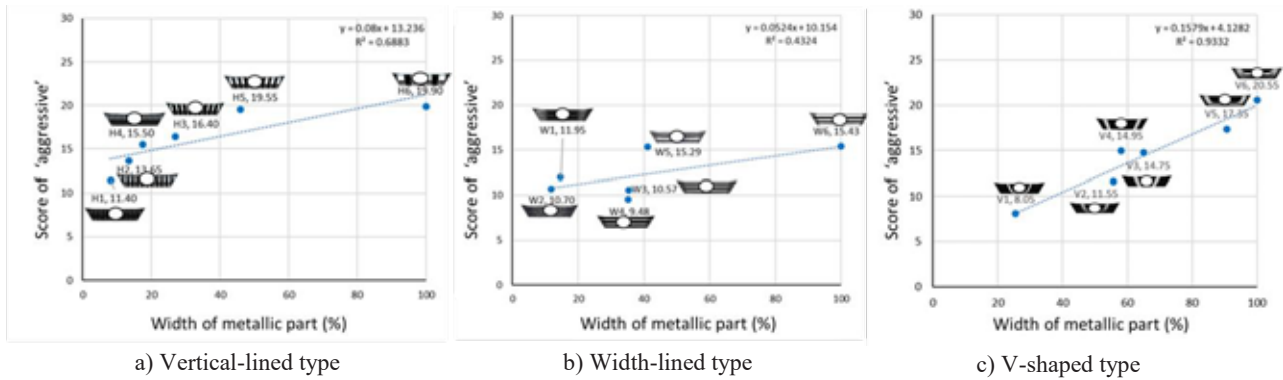 y = 0.08x + 13.236
R² = 0.6883
Score of 'aggressive'
30
25
20
15
10
5
0
H6, 19.90
H5, 19.55
H3, 16.40
H4, 15.50
H2, 13.65
H1, 11.40
0 20 40 60 80 100
Width of metallic part (%)
a) Vertical-lined type
y = 0.0524x + 10.154
R² = 0.4324
Score of 'aggressive'
30
25
20
15
10
5
0
W1, 11.95
W6, 15.43
W5, 15.29
W3, 10.57
W2, 10.70
W4, 9.48
0 20 40 60 80 100
Width of metallic part (%)
b) Width-lined type
y = 0.1579x + 4.1282
R² = 0.9332
Score of 'aggressive'
30
25
20
15
10
5
0
V6, 20.55
V5,
V4, 14.95
V3, 14.75
V2, 11.55
V1, 8.05
0 20 40 60 80 100
Width of metallic part (%)
c) V-shaped type